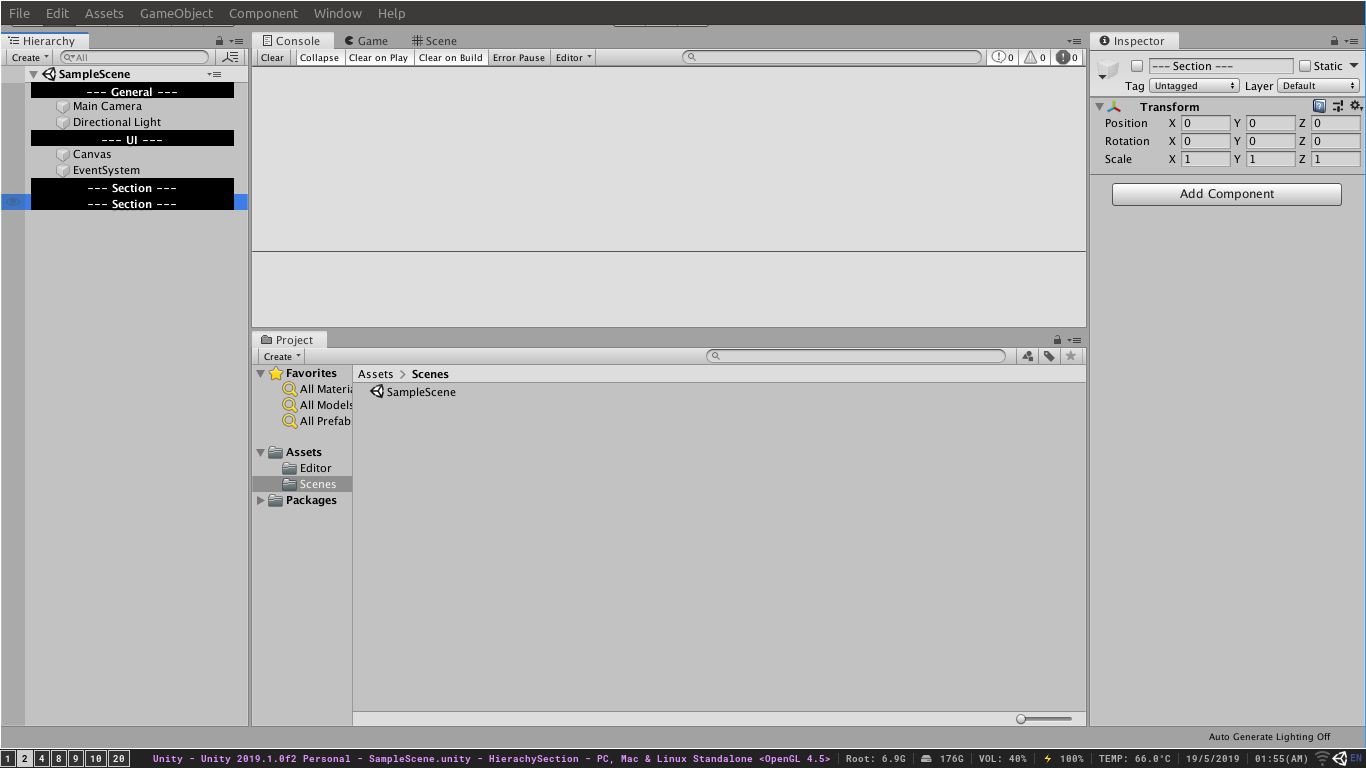 File Edit Assets GameObject Component Window Help
Hierarchy
Create All
SampleScene
--- General ---
Main Camera
Directional Light
--- UI ---
Canvas
EventSystem
--- Section ---
--- Section ---
Console Game Scene
Clear Collapse Clear on Play Clear on Build Error Pause Editor 0 0 0
Project
Create
Favorites
All Materia
All Models
All Prefab
Assets
Editor
Scenes
Packages
Assets > Scenes
SampleScene
Inspector
--- Section --- Static
Tag Untagged Layer Default
Transform
Position X 0 Y 0 Z 0
Rotation X 0 Y 0 Z 0
Scale X 1 Y 1 Z 1
Add Component
Auto Generate Lighting Off
1 2 4 8 9 10 20 Unity - Unity 2019.1.0f2 Personal - SampleScene.unity - HierachySection - PC, Mac & Linux Standalone <OpenGL 4.5> Root: 6.9G 176G VOL: 40% 100% TEMP: 66.0°C 19/5/2019 01:55(AM) EN